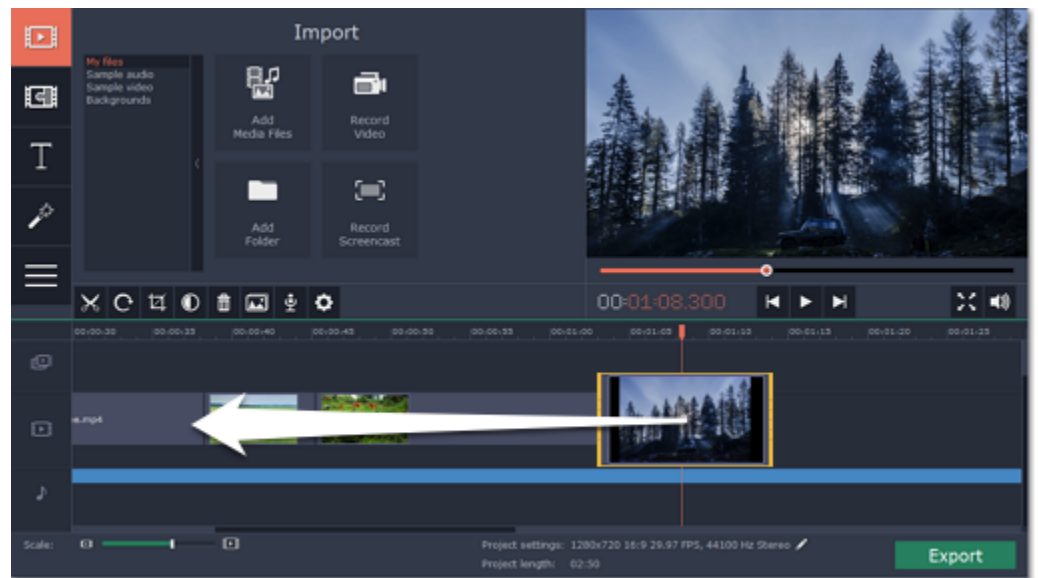 Import
My files
Sample audio
Sample video
Backgrounds
Add
Media Files
Record
Video
Add
Folder
Record
Screencast
T
00:01:08.300
00:00:30 00:00:35 00:00:40 00:00:45 00:00:50 00:00:55 00:01:00 00:01:05 00:01:10 00:01:15 00:01:20 00:01:25
a.mp4
Scale:
Project settings: 1280x720 16:9 29.97 FPS, 44100 Hz Stereo
Project length: 02:50
Export